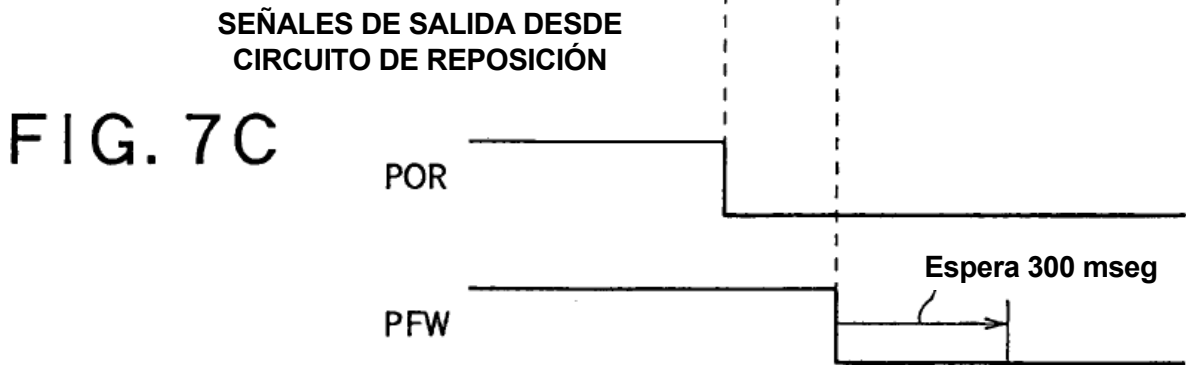 SEÑALES DE SALIDA DESDE
CIRCUITO DE REPOSICIÓN
FIG. 7C
POR
Espera 300 mseg
PFW